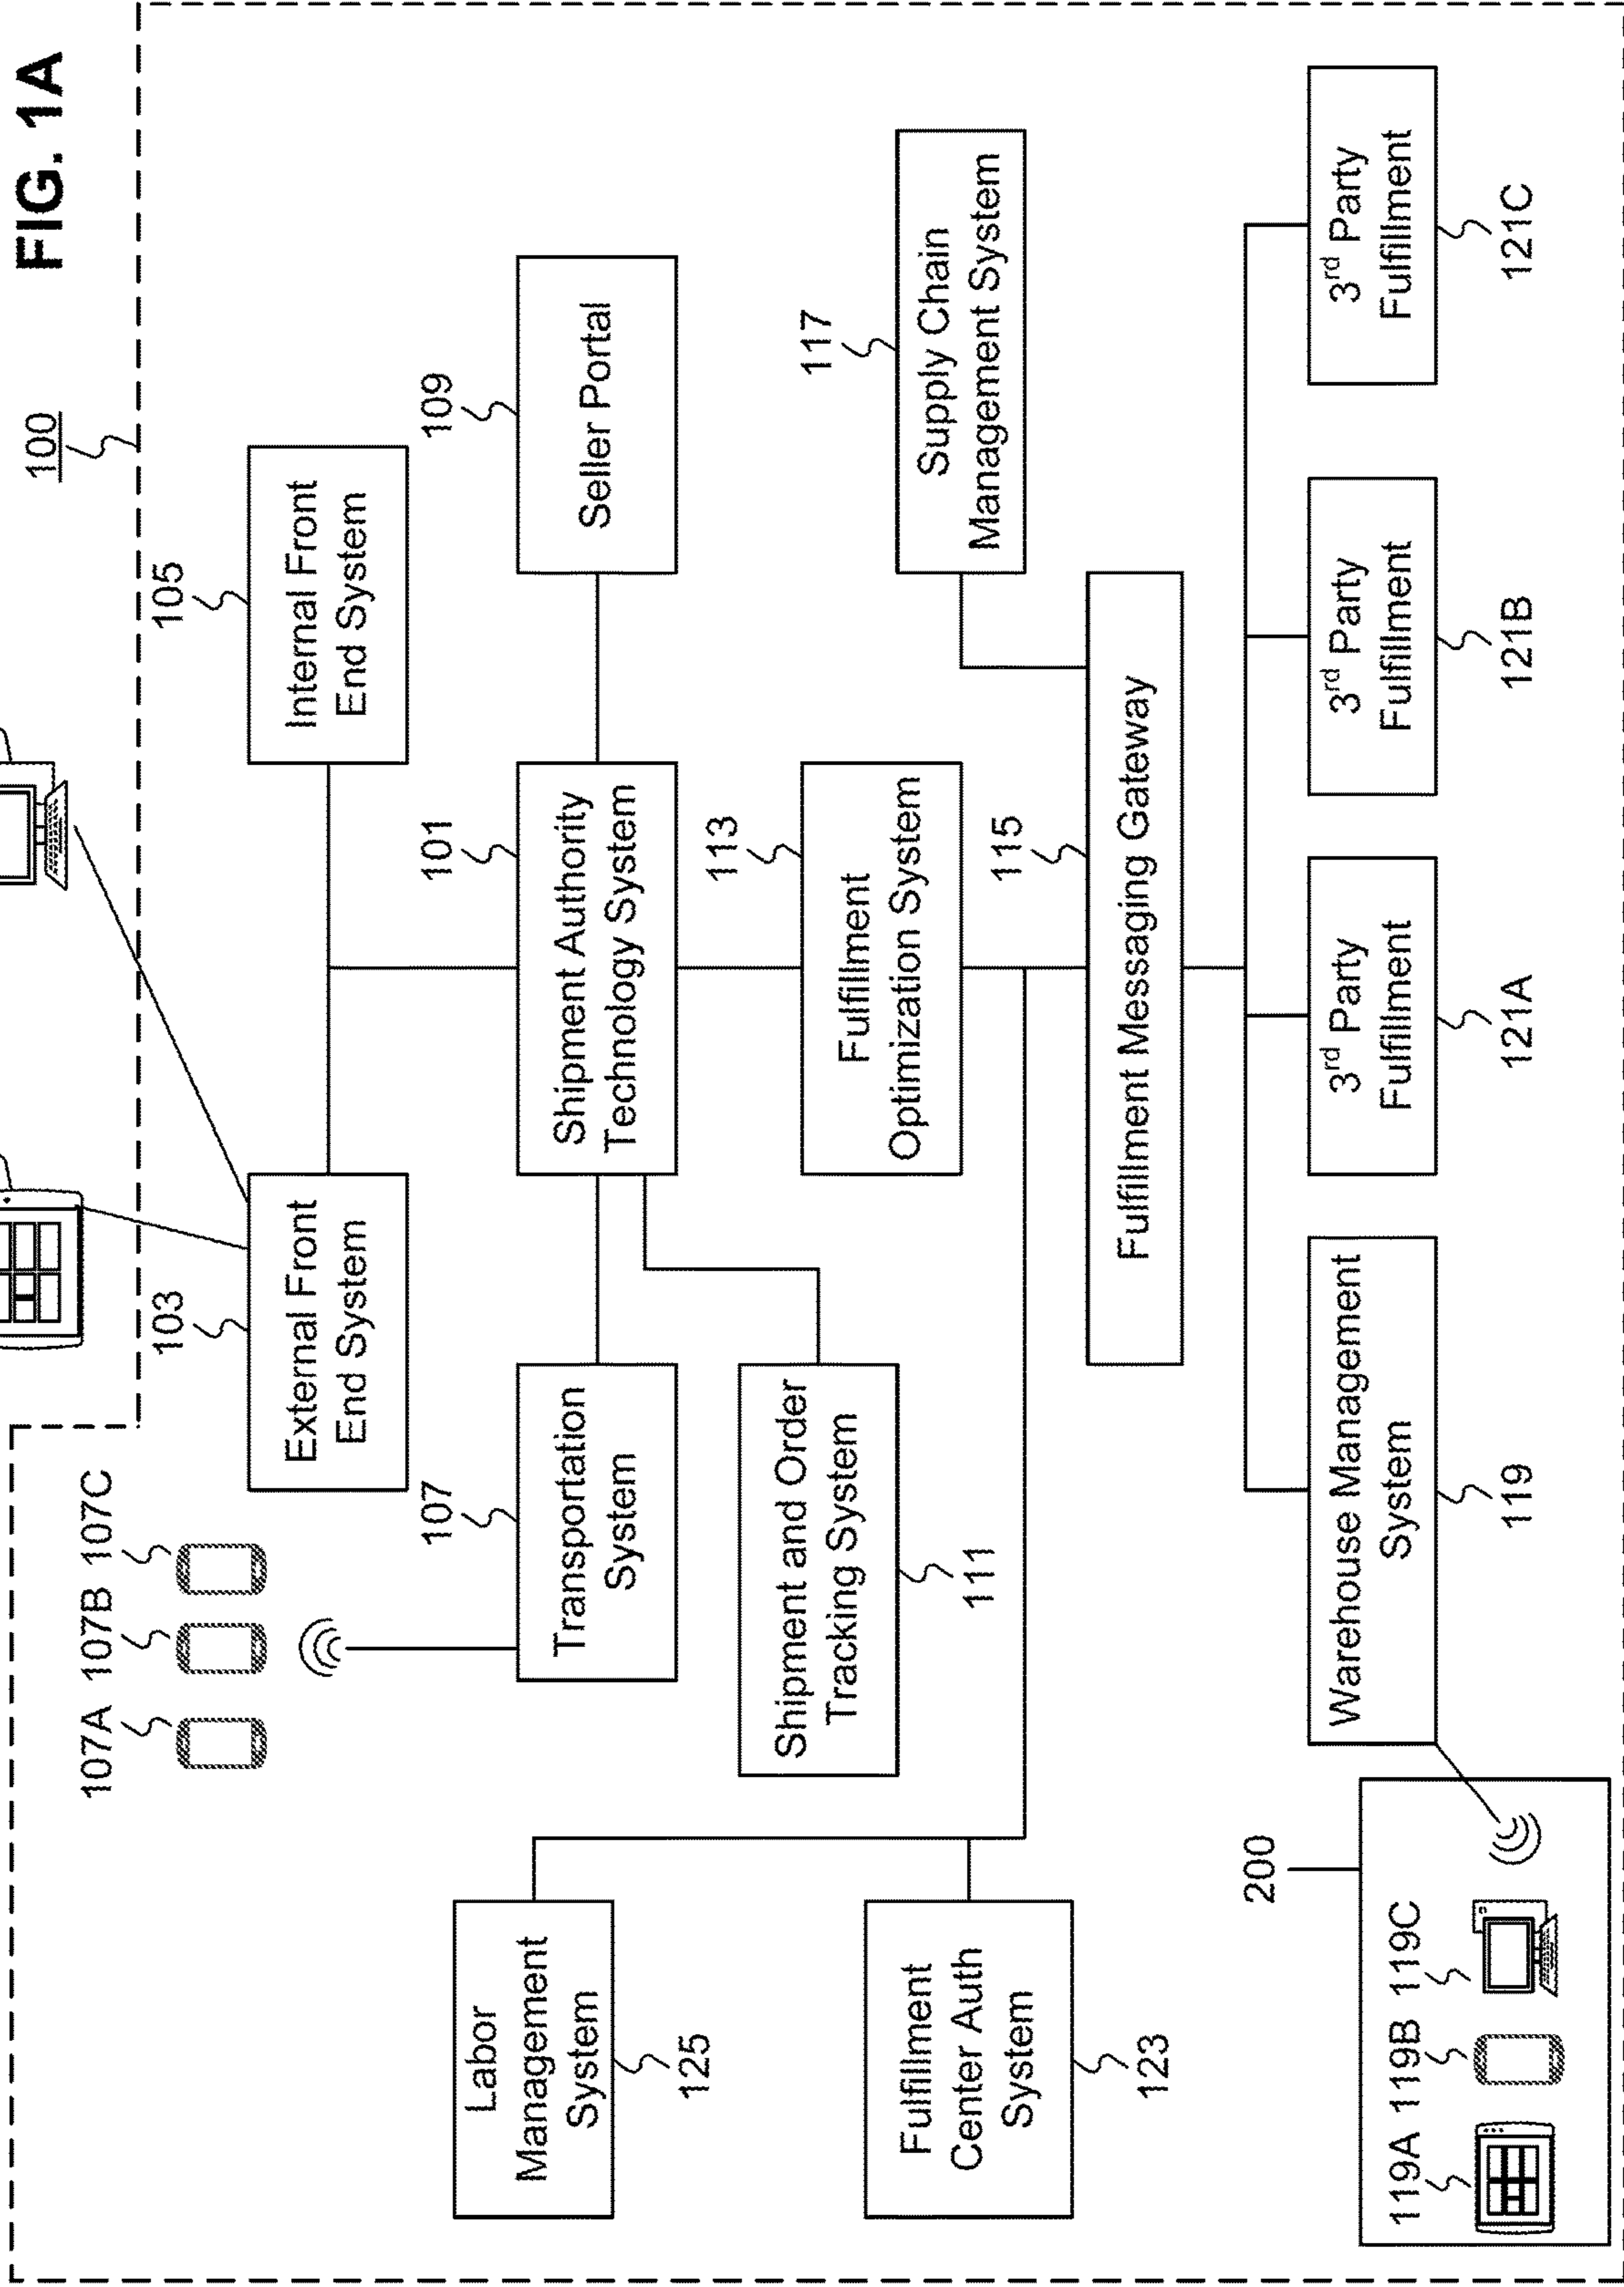 FIG. 1A
100
103
External Front
End System
105
Internal Front
End System
107A
107B
107C
107
Transportation
System
101
Shipment Authority
Technology System
109
Seller Portal
111
Shipment and Order
Tracking System
113
Fulfillment
Optimization System
117
Supply Chain
Management System
125
Labor
Management
System
123
Fulfillment
Center Auth
System
115
Fulfillment Messaging Gateway
200
119A
119B
119C
119
Warehouse Management
System
121A
3rd Party
Fulfillment
121B
3rd Party
Fulfillment
121C
3rd Party
Fulfillment